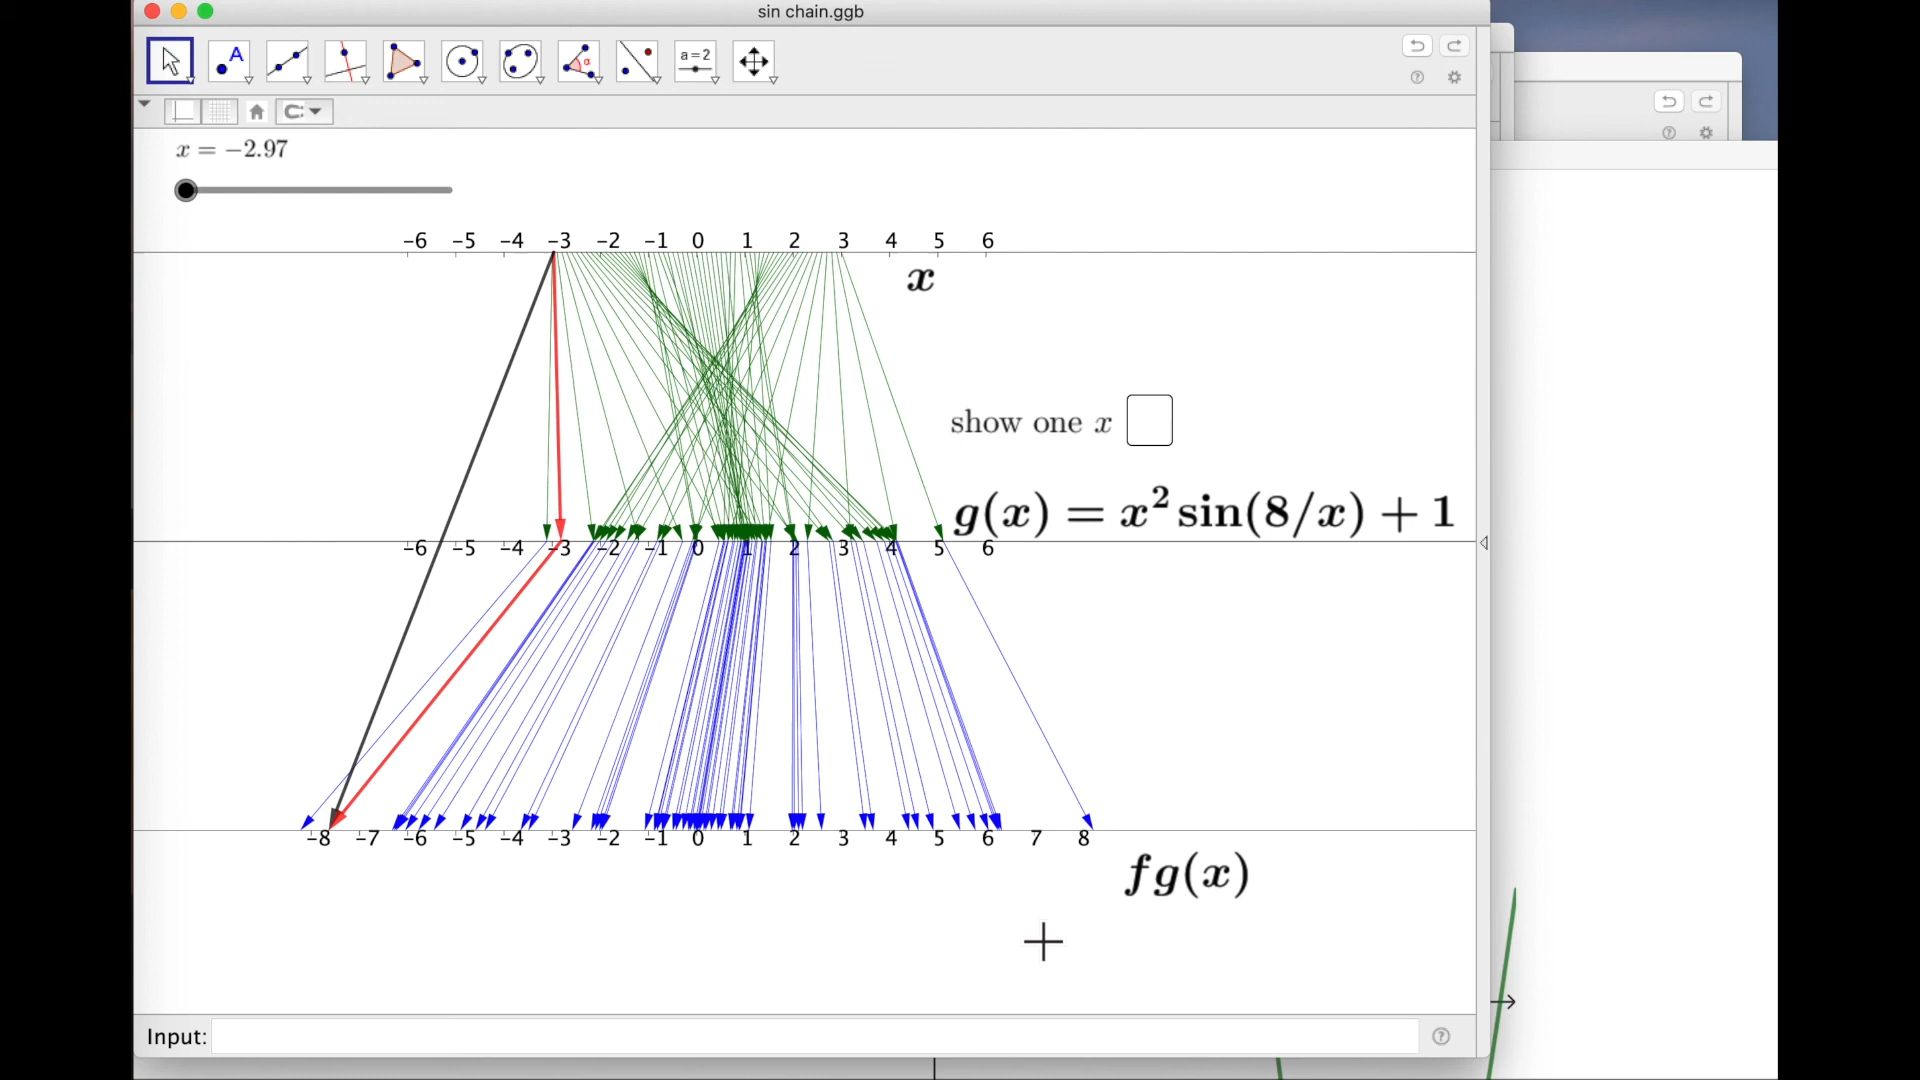 sin chain.ggb
A
α
a=2
x = −2.97
−6 −5 −4 −3 −2 −1 0 1 2 3 4 5 6
x
show one x
g(x) = x² sin(8/x) + 1
−6 −5 −4 −3 −2 −1 0 1 2 3 4 5 6
−8 −7 −6 −5 −4 −3 −2 −1 0 1 2 3 4 5 6 7 8
fg(x)
Input: